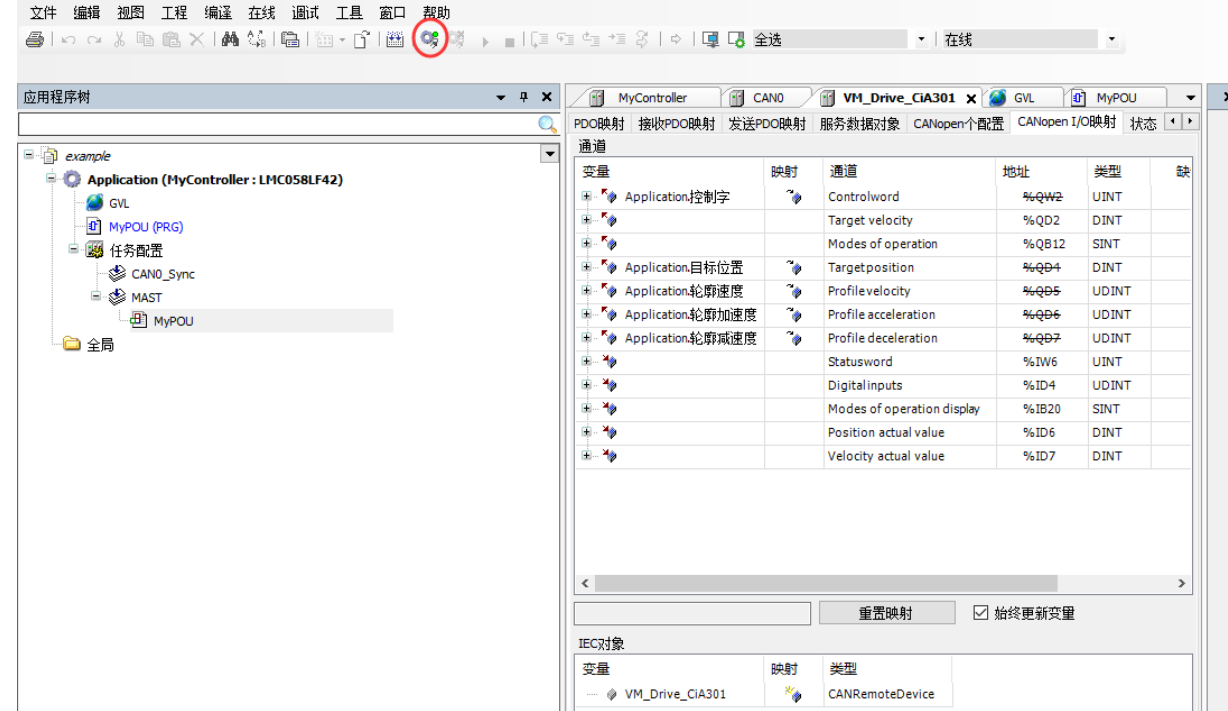 文件 编辑 视图 工程 编译 在线 调试 工具 窗口 帮助
全选 在线
应用程序树
MyController CAN0 VM_Drive_CiA301 GVL MyPOU
PDO映射 接收PDO映射 发送PDO映射 服务数据对象 CANopen个配置 CANopen I/O映射 状态
通道
变量 映射 通道 地址 类型 缺
example
Application (MyController : LMC058LF42)
GVL
MyPOU (PRG)
任务配置
CAN0_Sync
MAST
MyPOU
全局
Application.控制字 Controlword %QW2 UINT
Target velocity %QD2 DINT
Modes of operation %QB12 SINT
Application.目标位置 Targetposition %QD4 DINT
Application.轮廓速度 Profilevelocity %QD5 UDINT
Application.轮廓加速度 Profile acceleration %QD6 UDINT
Application.轮廓减速度 Profile deceleration %QD7 UDINT
Statusword %IW6 UINT
Digitalinputs %ID4 UDINT
Modes of operation display %IB20 SINT
Position actual value %ID6 DINT
Velocity actual value %ID7 DINT
重置映射 始终更新变量
IEC对象
变量 映射 类型
VM_Drive_CiA301 CANRemoteDevice